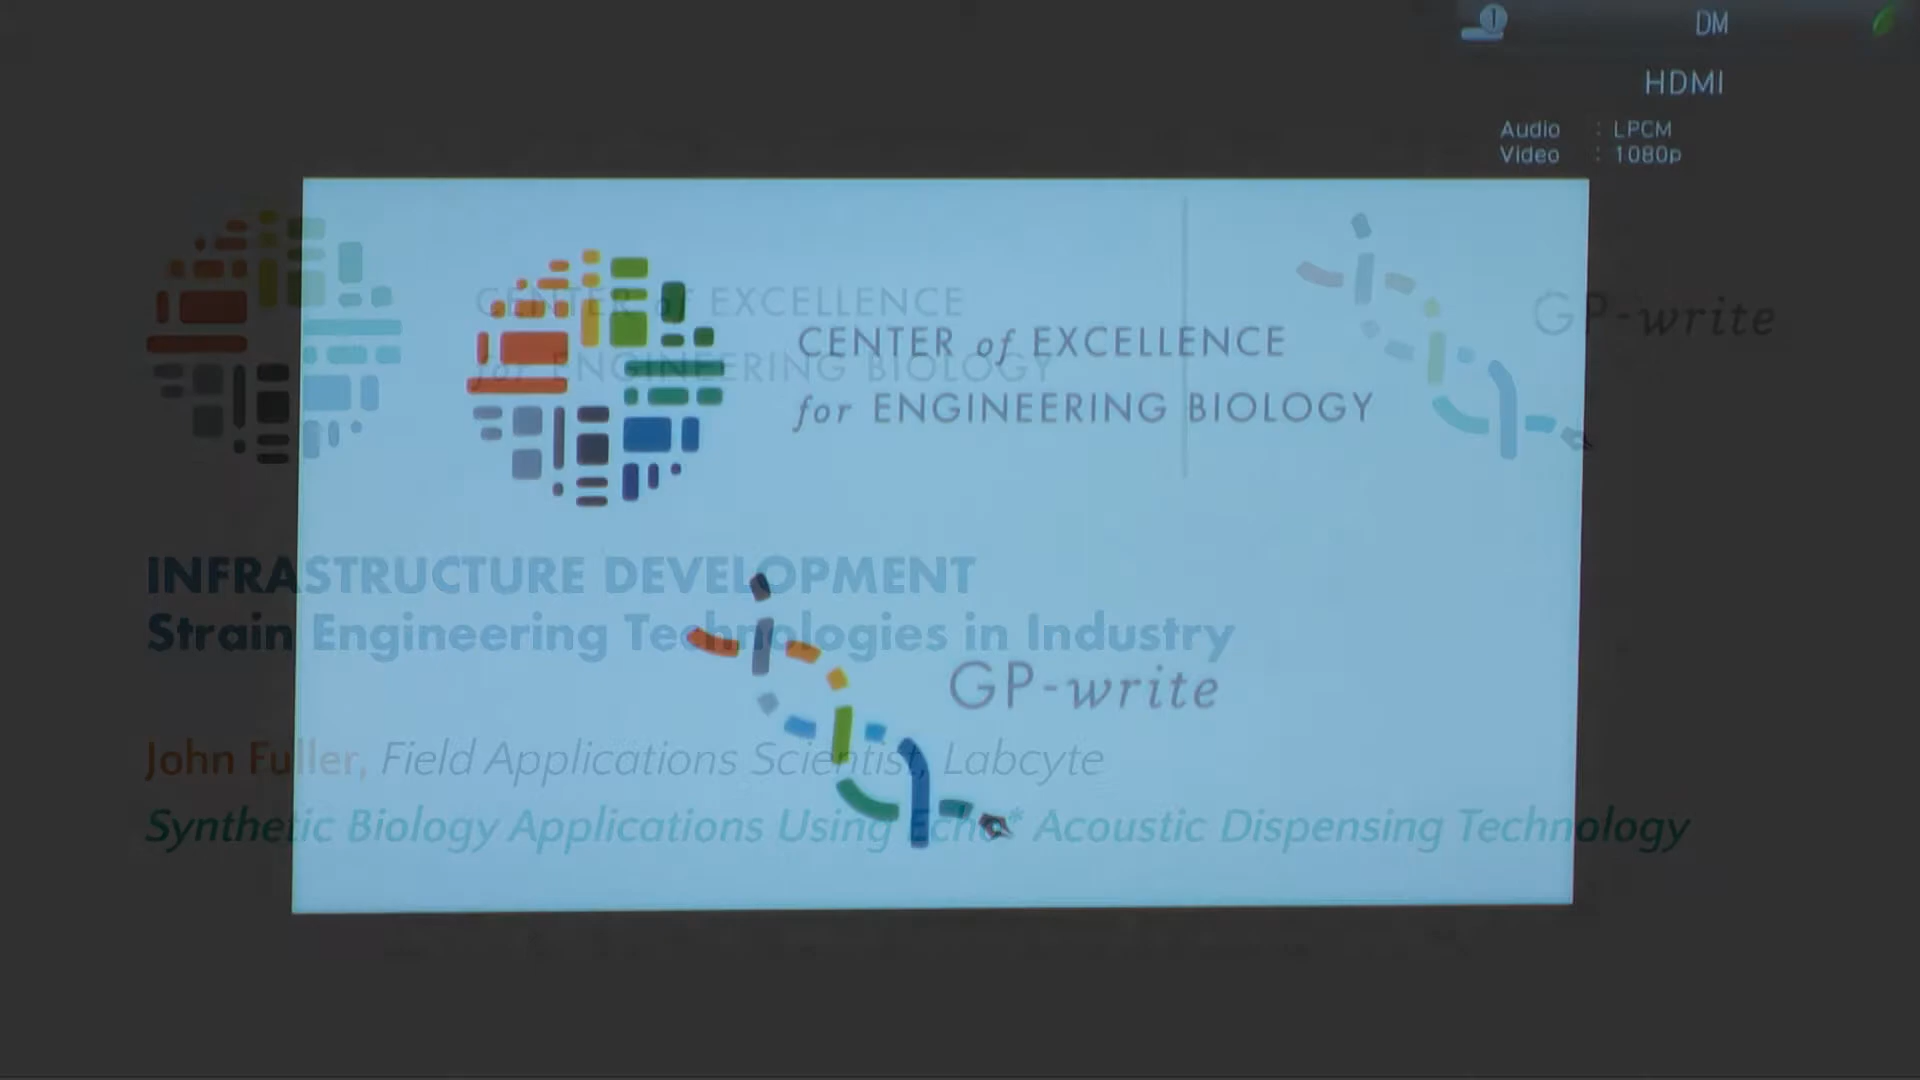 1 DM
HDMI
Audio : LPCM
Video : 1080p
CENTER of EXCELLENCE
for ENGINEERING BIOLOGY
GP-write
CENTER of EXCELLENCE
for ENGINEERING BIOLOGY
INFRASTRUCTURE DEVELOPMENT
Strain Engineering Technologies in Industry
GP-write
John Fuller, Field Applications Scientist, Labcyte
Synthetic Biology Applications Using Echo® Acoustic Dispensing Technology